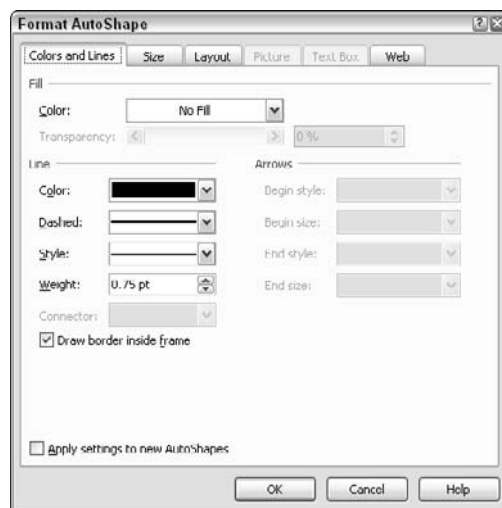 Format AutoShape
Colors and Lines Size Layout Picture Text Box Web
Fill
Color: No Fill
Transparency: 0 %
Line Arrows
Color: Begin style:
Dashed: Begin size:
Style: End style:
Weight: 0.75 pt End size:
Connector:
Draw border inside frame
Apply settings to new AutoShapes
OK Cancel Help